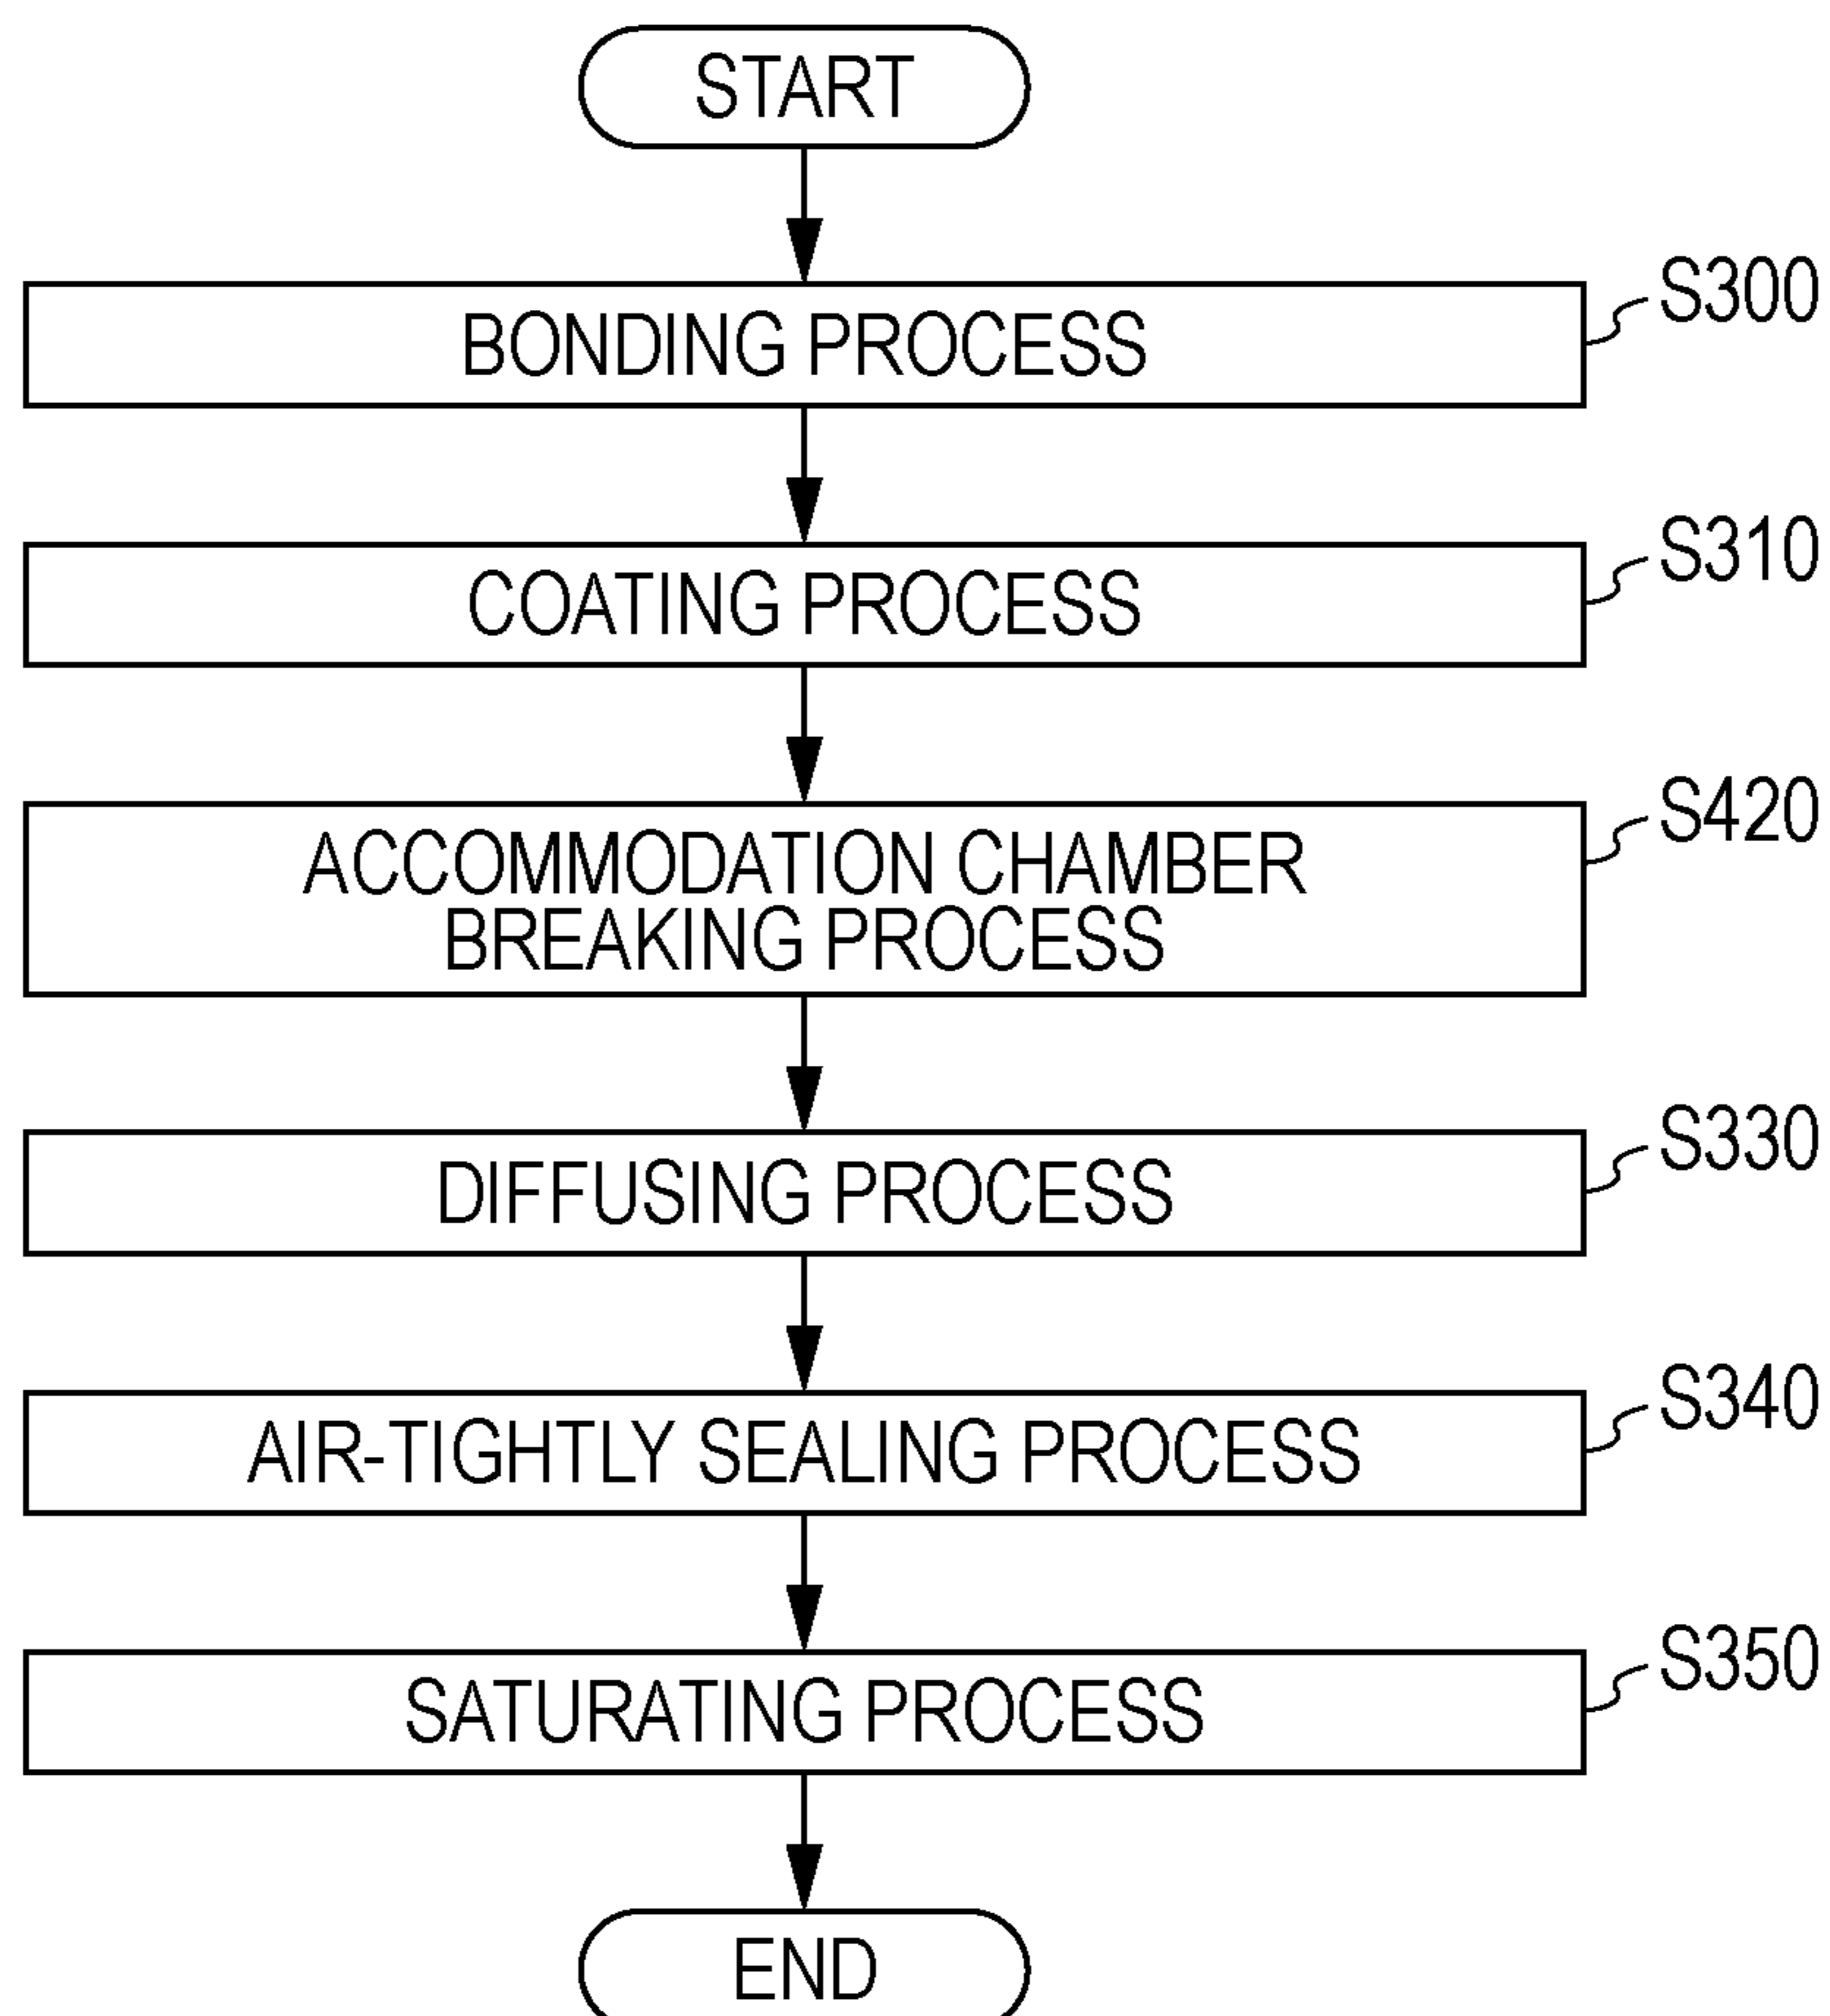 START
BONDING PROCESS
S300
COATING PROCESS
S310
ACCOMMODATION CHAMBER
BREAKING PROCESS
S420
DIFFUSING PROCESS
S330
AIR-TIGHTLY SEALING PROCESS
S340
SATURATING PROCESS
S350
END